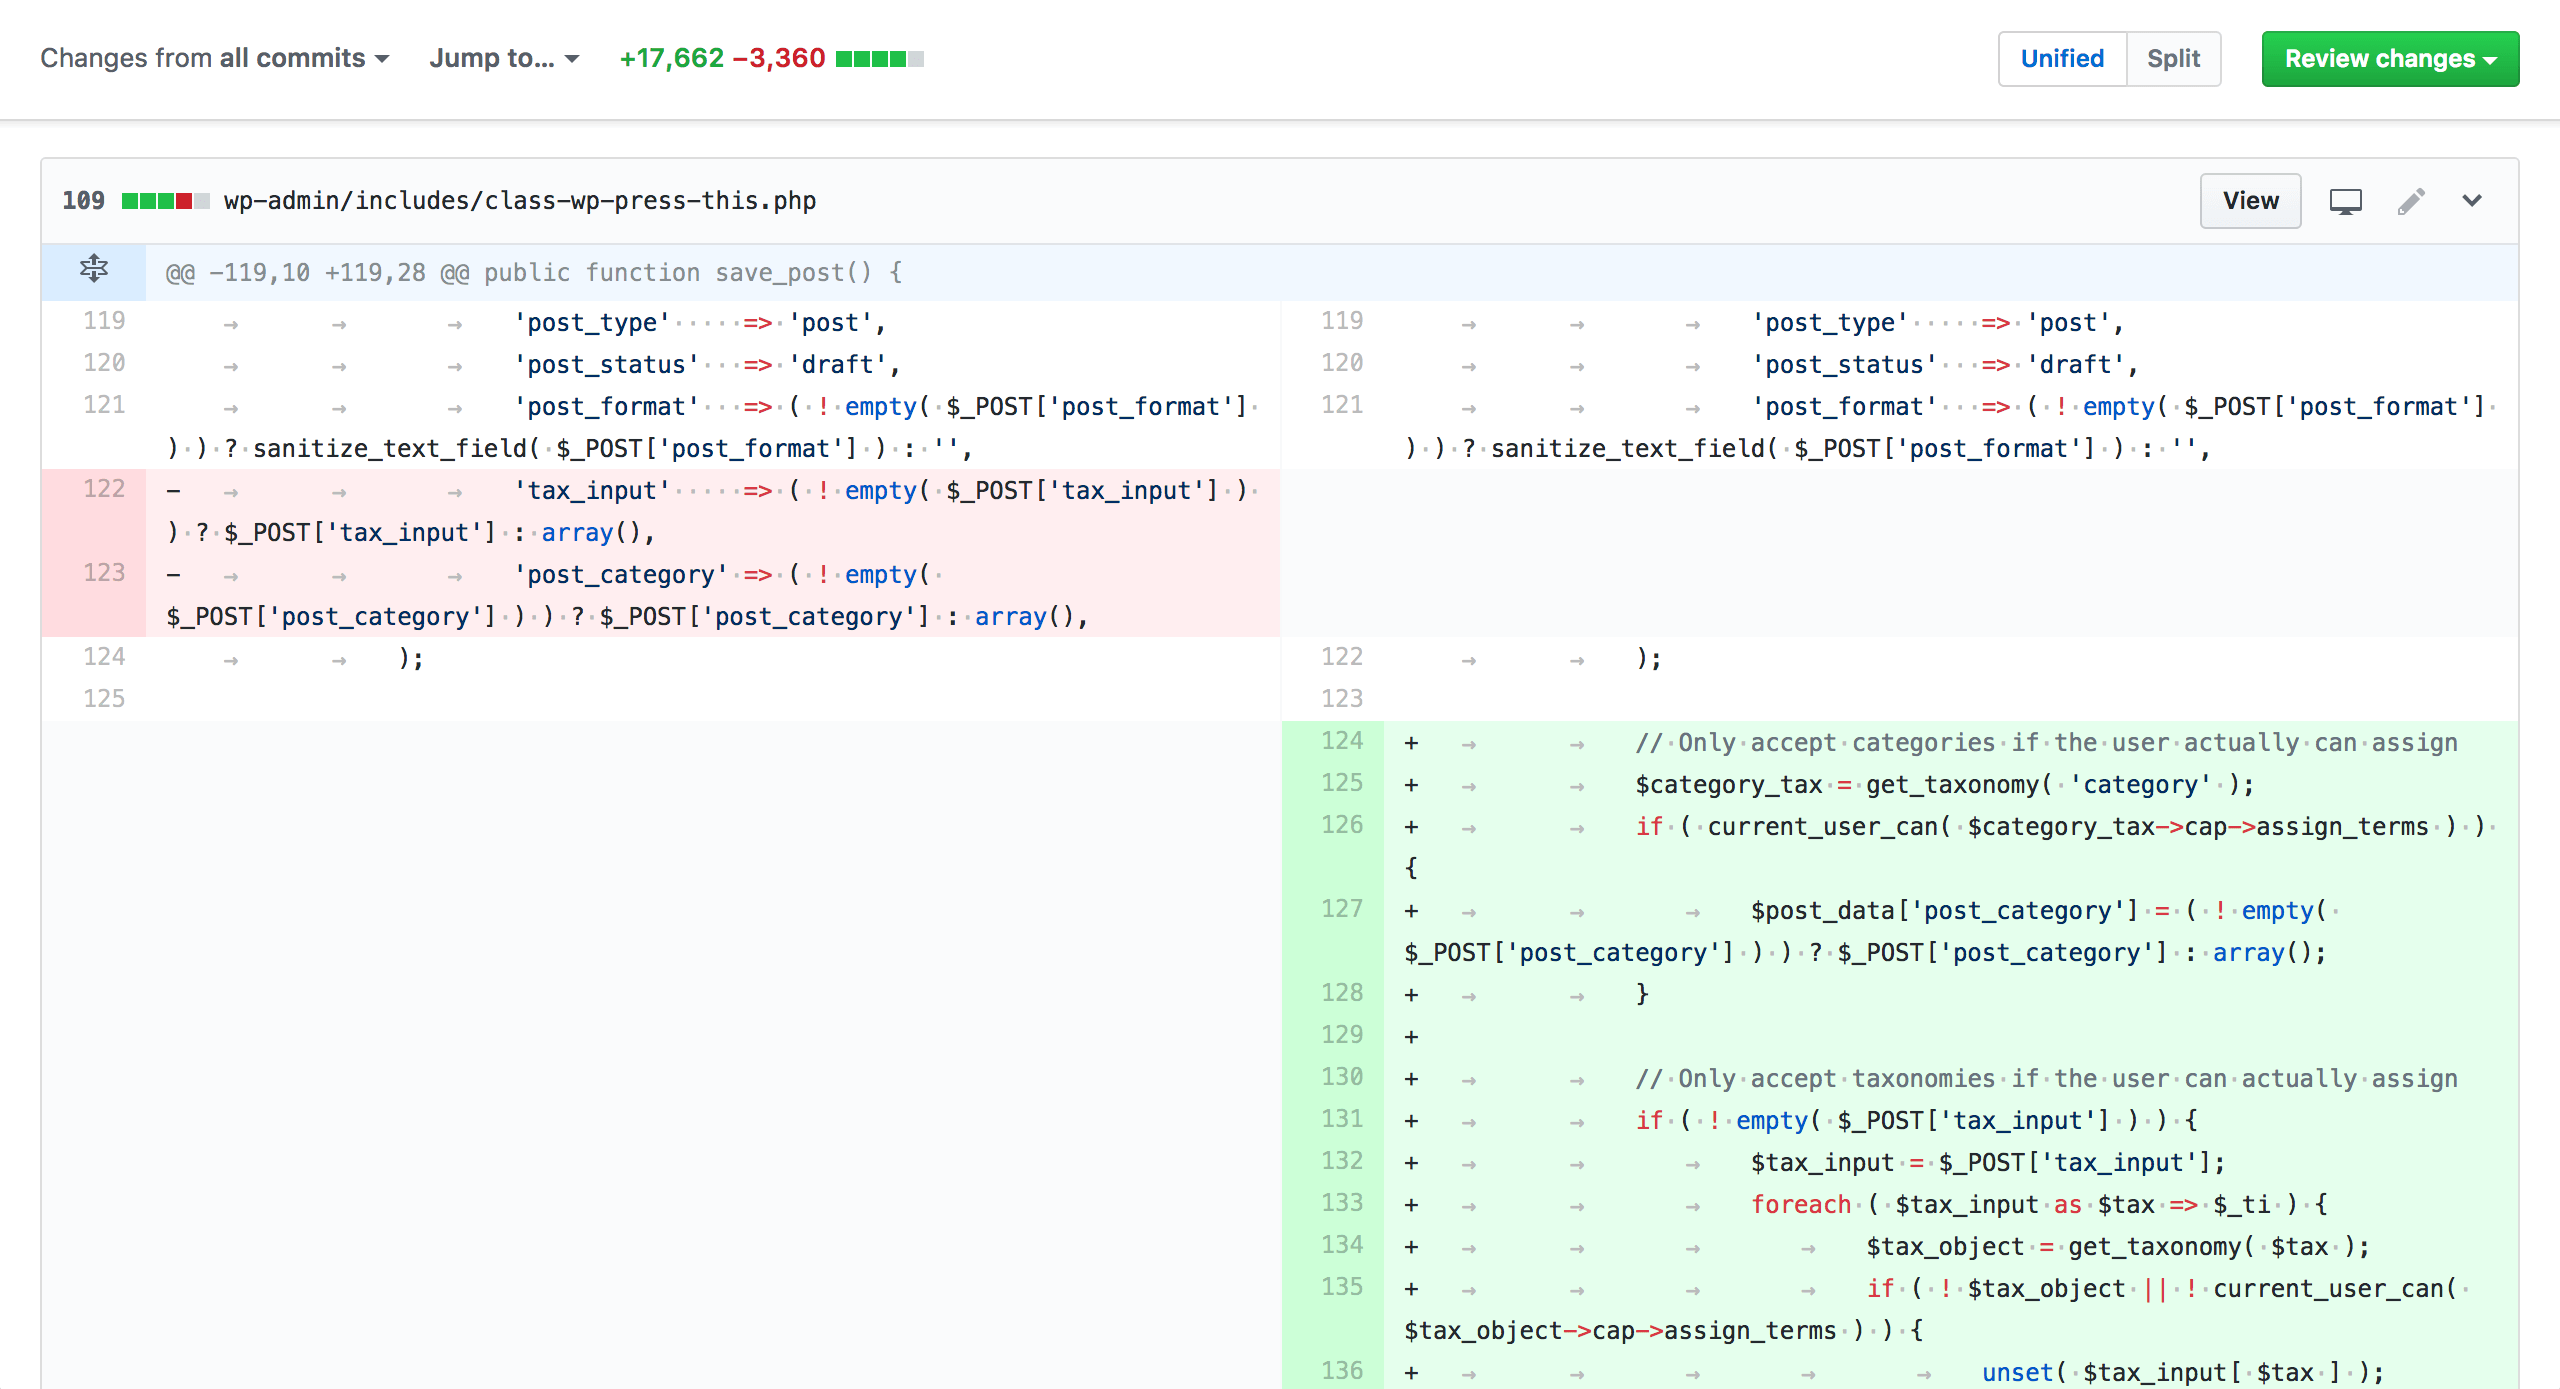 Changes from all commits Jump to... +17,662 −3,360 Unified Split Review changes
109 wp-admin/includes/class-wp-press-this.php View
@@ -119,10 +119,28 @@ public function save_post() {
119 'post_type'     => 'post',
120 'post_status'   => 'draft',
121 'post_format'   => ( ! empty( $_POST['post_format']
) ) ? sanitize_text_field( $_POST['post_format'] ) : '',
122 - 'tax_input'     => ( ! empty( $_POST['tax_input'] )
) ? $_POST['tax_input'] : array(),
123 - 'post_category' => ( ! empty(
$_POST['post_category'] ) ) ? $_POST['post_category'] : array(),
124 );
125
119 'post_type'     => 'post',
120 'post_status'   => 'draft',
121 'post_format'   => ( ! empty( $_POST['post_format']
) ) ? sanitize_text_field( $_POST['post_format'] ) : '',
122 );
123
124 + // Only accept categories if the user actually can assign
125 + $category_tax = get_taxonomy( 'category' );
126 + if ( current_user_can( $category_tax->cap->assign_terms ) )
{
127 + $post_data['post_category'] = ( ! empty(
$_POST['post_category'] ) ) ? $_POST['post_category'] : array();
128 + }
129 +
130 + // Only accept taxonomies if the user can actually assign
131 + if ( ! empty( $_POST['tax_input'] ) ) {
132 + $tax_input = $_POST['tax_input'];
133 + foreach ( $tax_input as $tax => $_ti ) {
134 + $tax_object = get_taxonomy( $tax );
135 + if ( ! $tax_object || ! current_user_can(
$tax_object->cap->assign_terms ) ) {
136 + unset( $tax_input[ $tax ] );